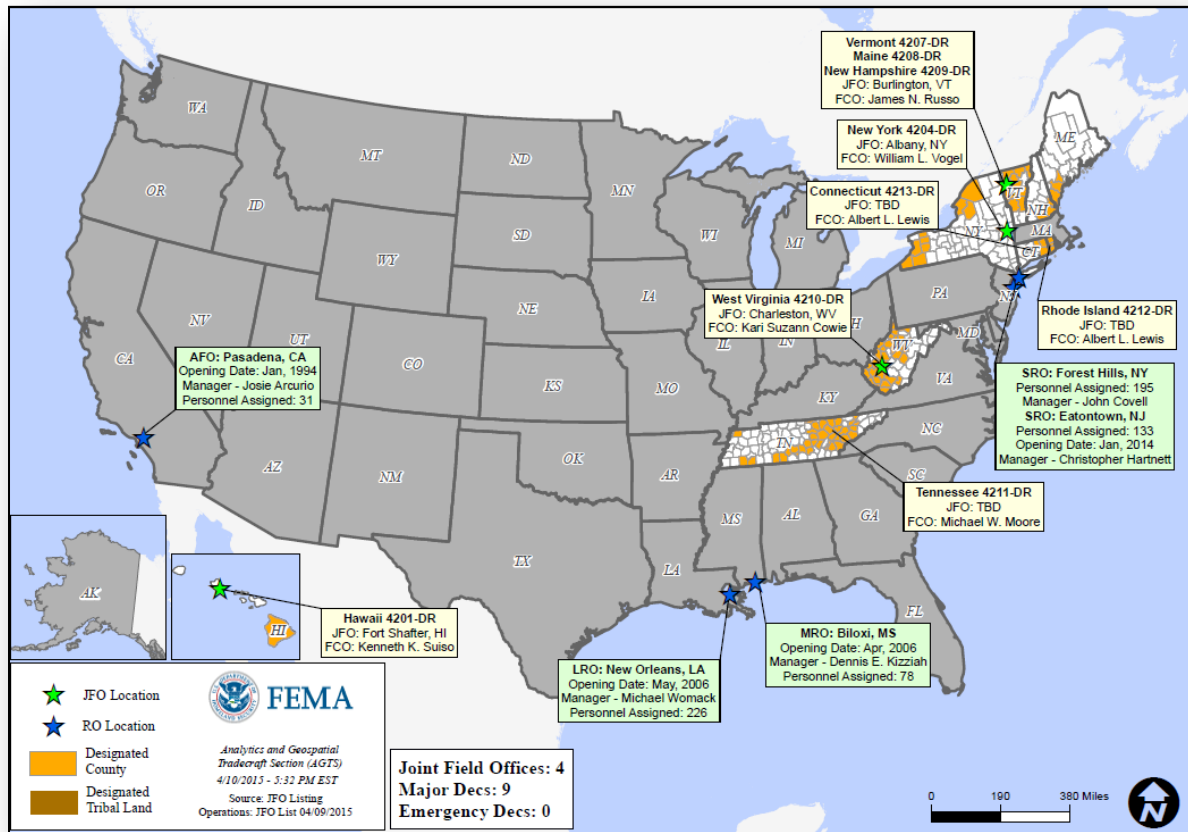 Vermont 4207-DR
Maine 4208-DR
New Hampshire 4209-DR
JFO: Burlington, VT
FCO: James N. Russo
New York 4204-DR
JFO: Albany, NY
FCO: William L. Vogel
Connecticut 4213-DR
JFO: TBD
FCO: Albert L. Lewis
West Virginia 4210-DR
JFO: Charleston, WV
FCO: Kari Suzann Cowie
Rhode Island 4212-DR
JFO: TBD
FCO: Albert L. Lewis
AFO: Pasadena, CA
Opening Date: Jan, 1994
Manager - Josie Arcurio
Personnel Assigned: 31
SRO: Forest Hills, NY
Personnel Assigned: 195
Manager - John Covell
SRO: Eatontown, NJ
Personnel Assigned: 133
Opening Date: Jan, 2014
Manager - Christopher Hartnett
Tennessee 4211-DR
JFO: TBD
FCO: Michael W. Moore
Hawaii 4201-DR
JFO: Fort Shafter, HI
FCO: Kenneth K. Suiso
MRO: Biloxi, MS
Opening Date: Apr, 2006
Manager - Dennis E. Kizziah
Personnel Assigned: 78
LRO: New Orleans, LA
Opening Date: May, 2006
Manager - Michael Womack
Personnel Assigned: 226
WA
MT
ND
MN
OR
ID
SD
WI
MI
WY
NE
IA
NV
UT
CO
KS
MO
IL
IN
CA
AZ
NM
OK
AR
TX
LA
MS
AL
GA
FL
SC
NC
TN
KY
VA
WV
MD
PA
NJ
NY
CT
MA
NH
VT
ME
AK
HI
JFO Location
RO Location
Designated
County
Designated
Tribal Land
FEMA
Analytics and Geospatial
Tradecraft Section (AGTS)
4/10/2015 - 5:32 PM EST
Source: JFO Listing
Operations: JFO List 04/09/2015
Joint Field Offices: 4
Major Decs: 9
Emergency Decs: 0
0 190 380 Miles
N